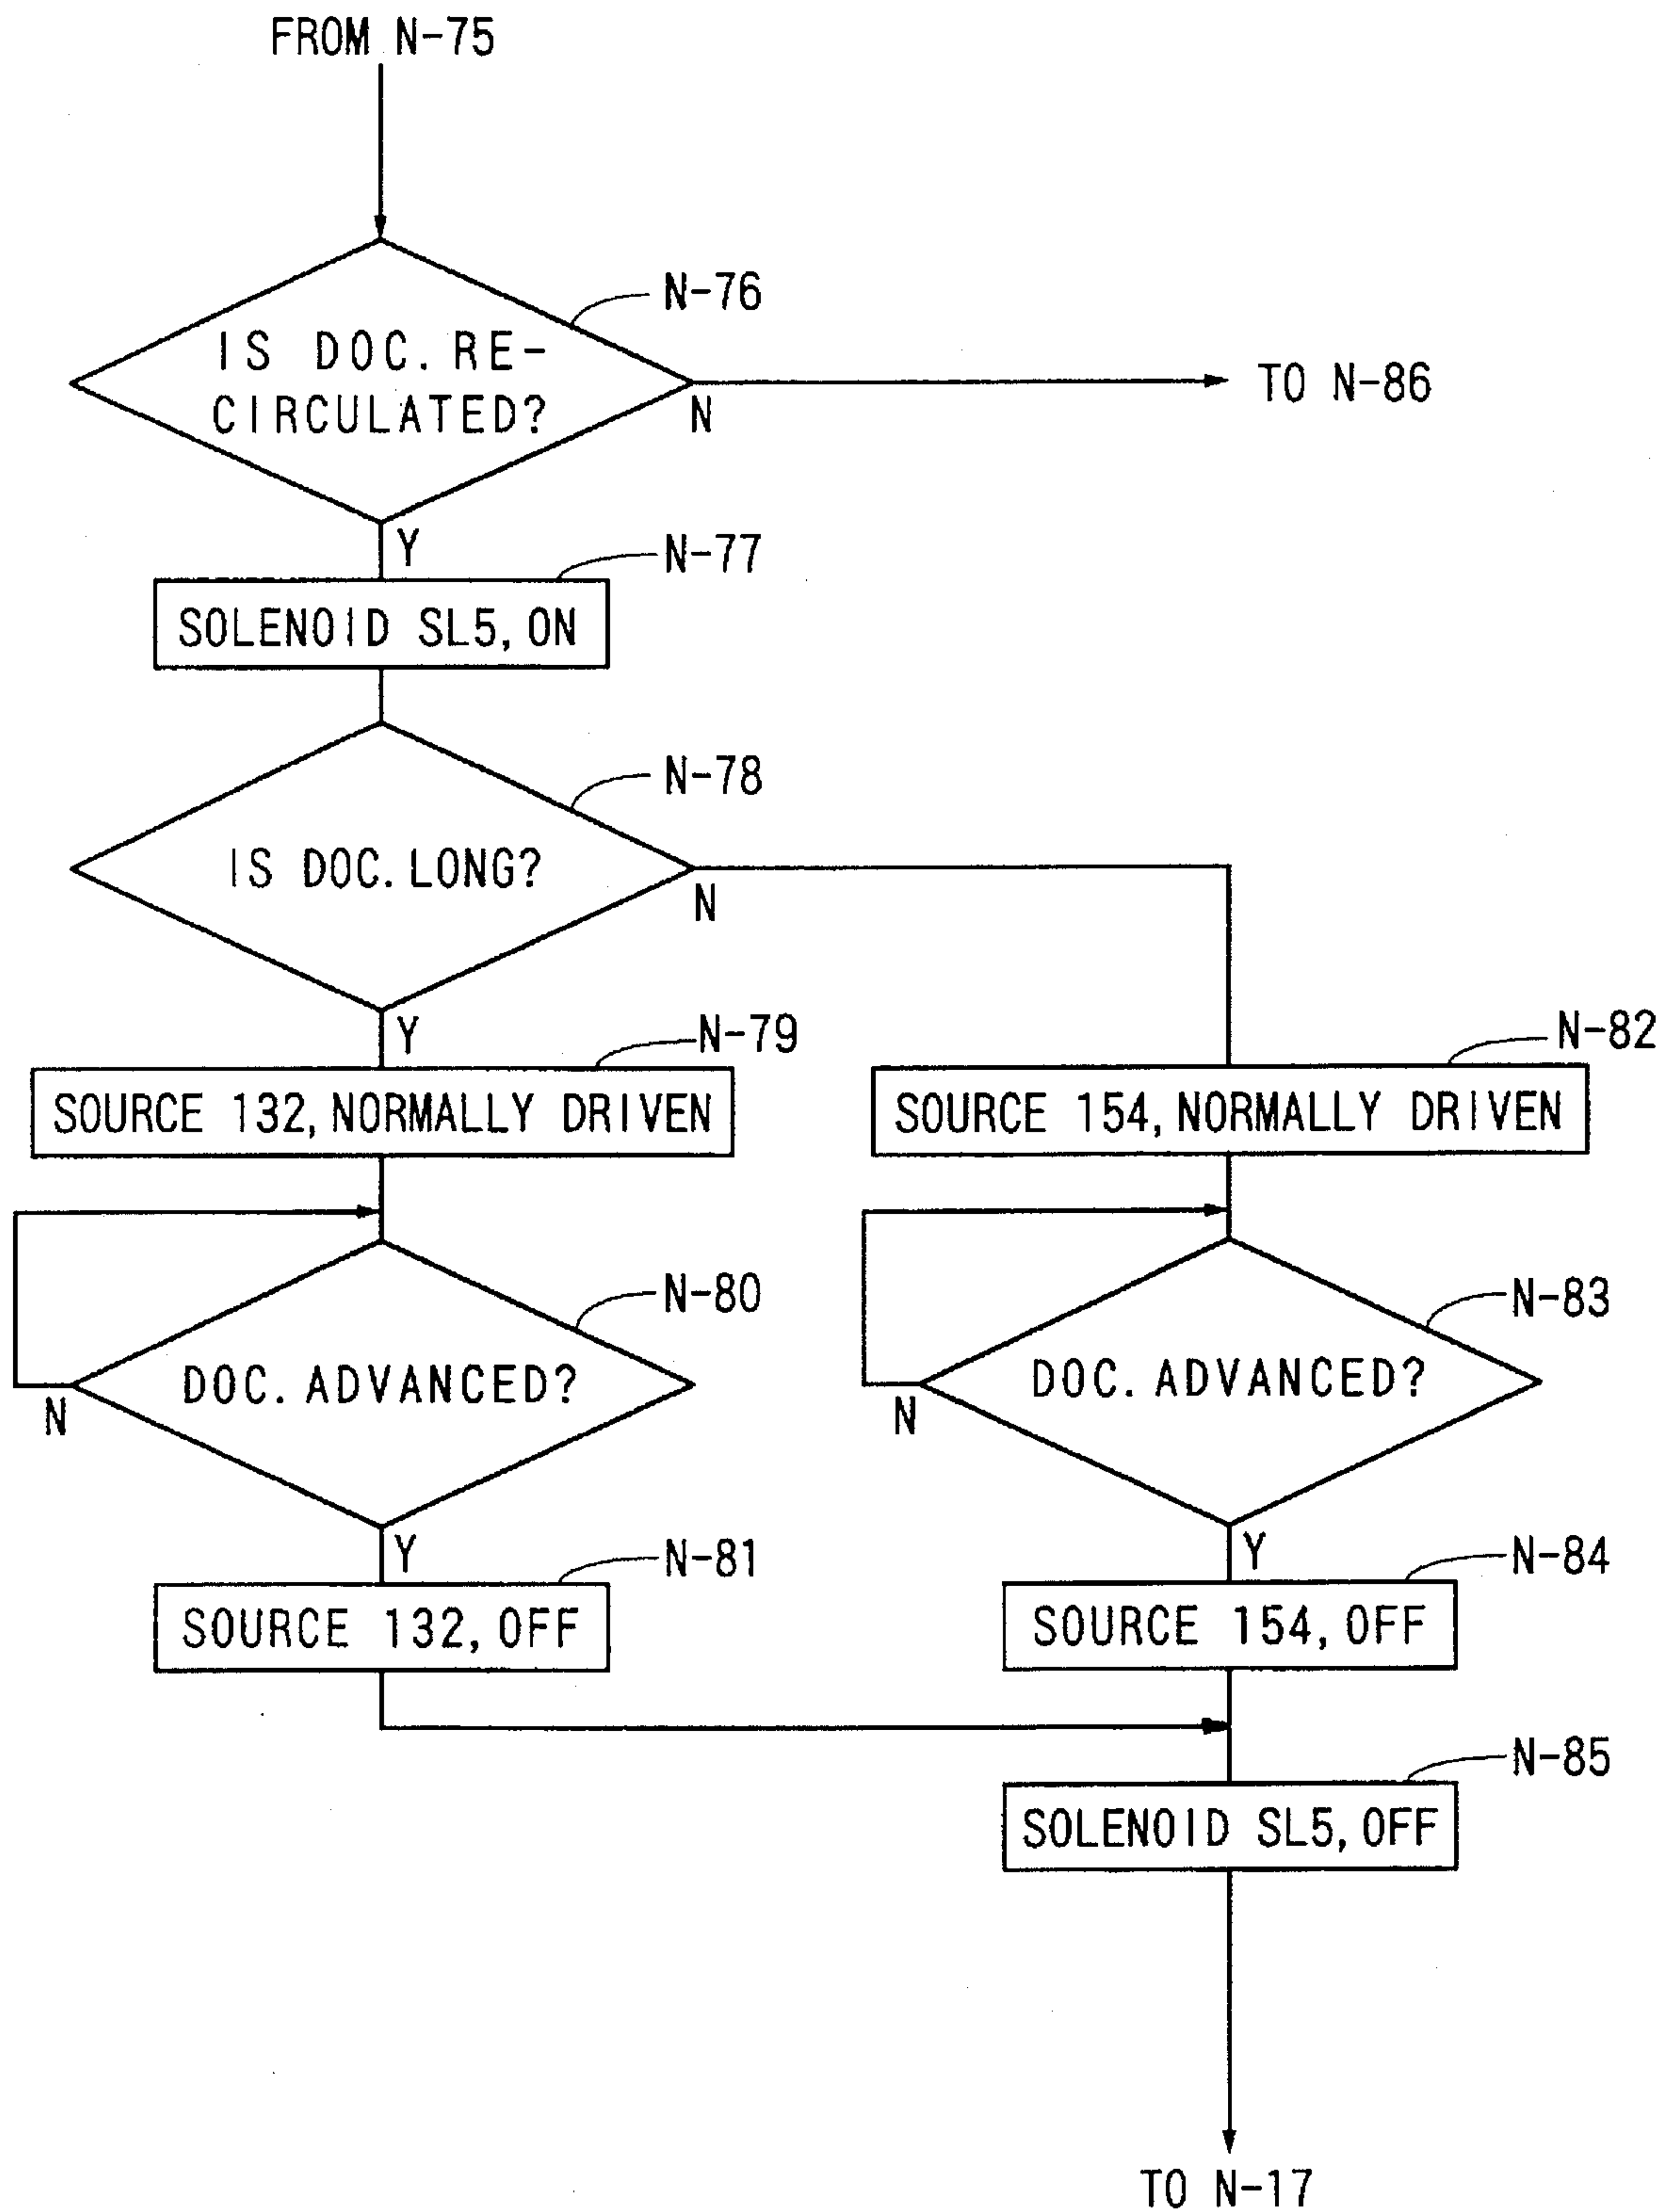 FROM N-75
N-76
IS DOC. RE-
CIRCULATED?
N
TO N-86
Y
N-77
SOLENOID SL5, ON
N-78
IS DOC. LONG?
N
Y
N-79
SOURCE 132, NORMALLY DRIVEN
N-82
SOURCE 154, NORMALLY DRIVEN
N-80
DOC. ADVANCED?
N
N-83
DOC. ADVANCED?
N
Y
N-81
SOURCE 132, OFF
Y
N-84
SOURCE 154, OFF
N-85
SOLENOID SL5, OFF
TO N-17